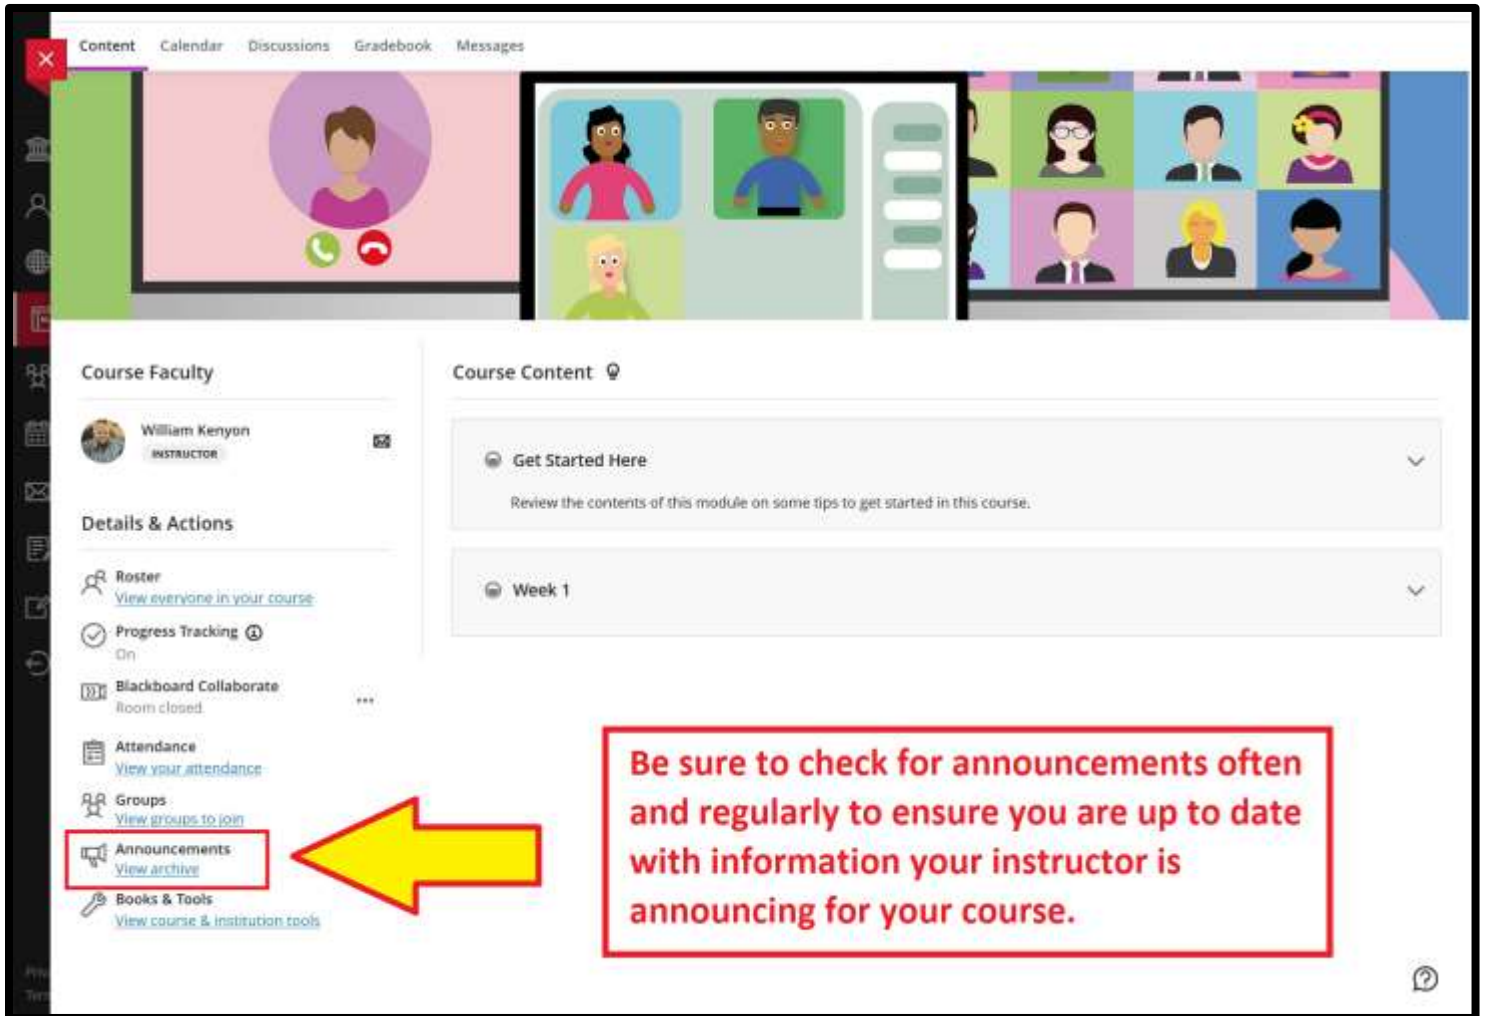 Content Calendar Discussions Gradebook Messages
Course Faculty
William Kenyon
INSTRUCTOR
Details & Actions
Roster
View everyone in your course
Progress Tracking
On
Blackboard Collaborate
Room closed
Attendance
View your attendance
Groups
View groups to join
Announcements
View archive
Books & Tools
View course & institution tools
Course Content
Get Started Here
Review the contents of this module on some tips to get started in this course.
Week 1
Be sure to check for announcements often
and regularly to ensure you are up to date
with information your instructor is
announcing for your course.